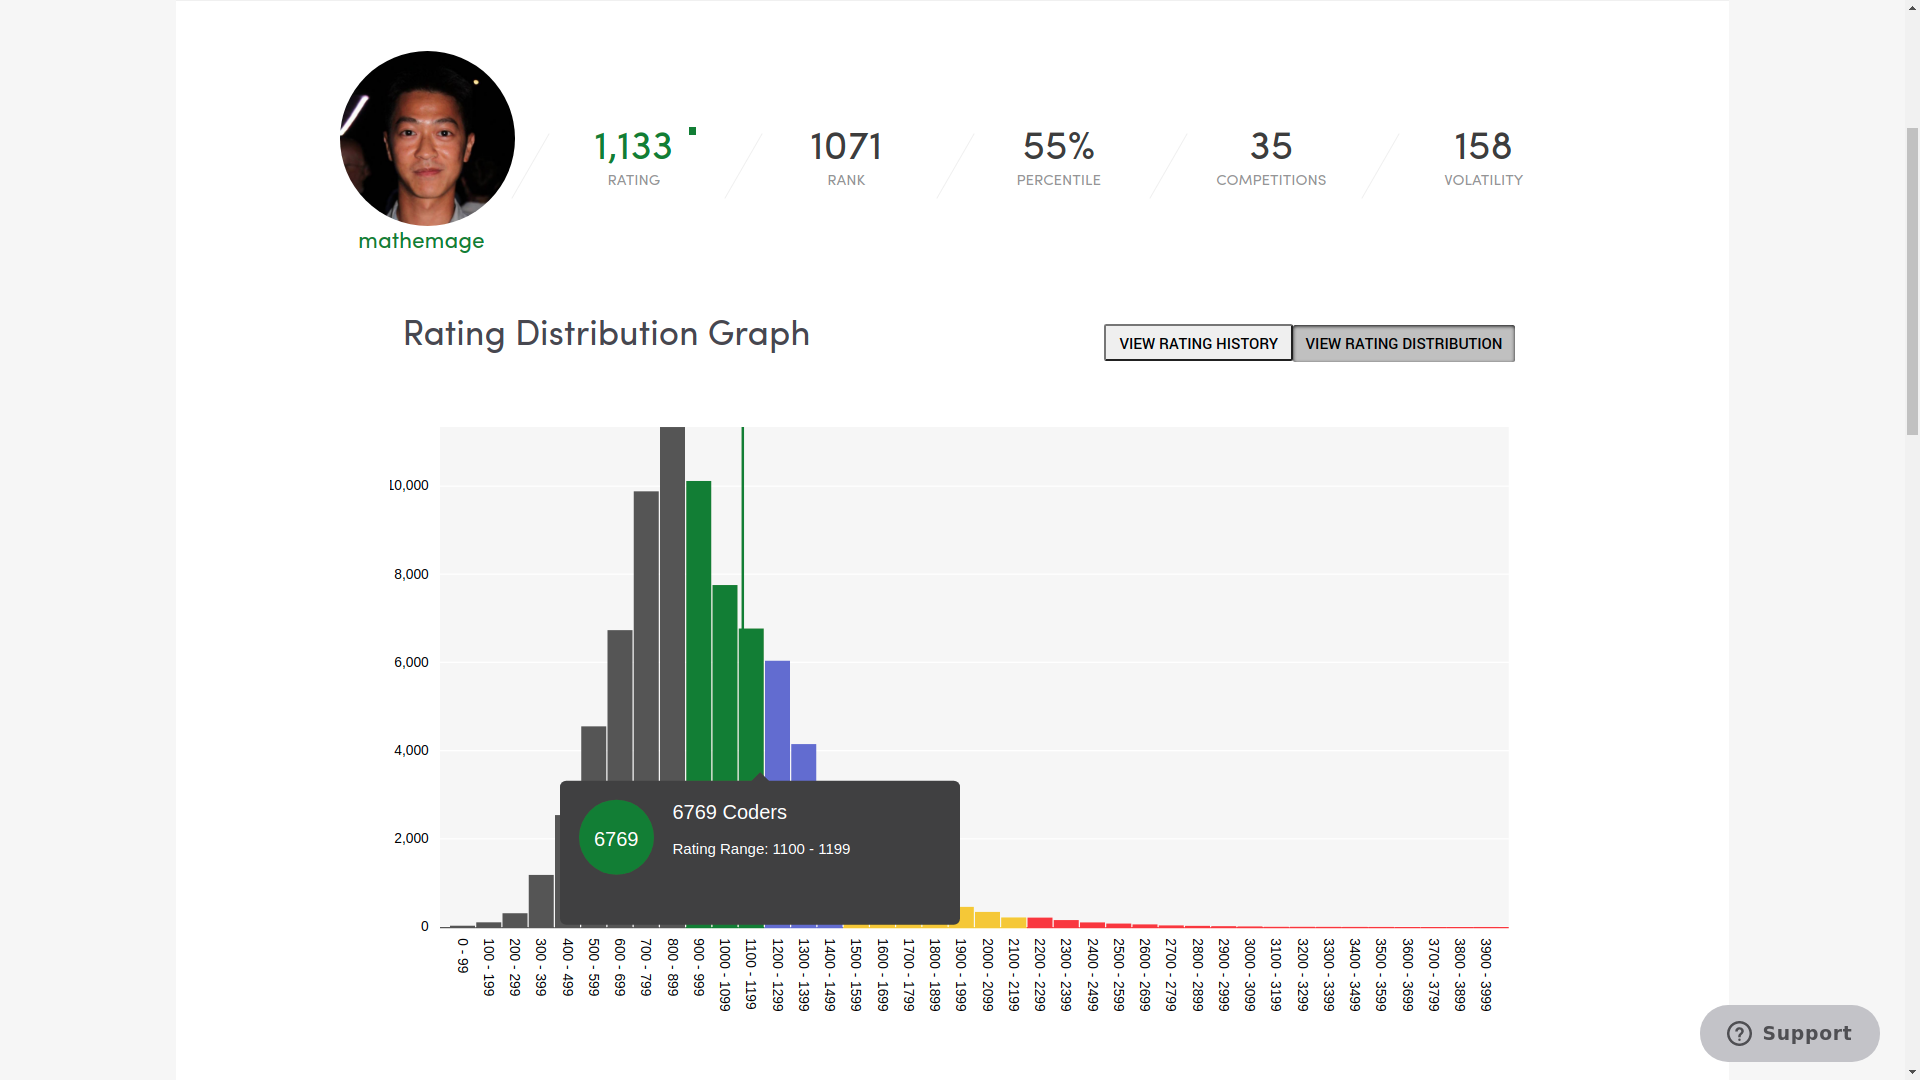 1,133
RATING
1071
RANK
55%
PERCENTILE
35
COMPETITIONS
158
VOLATILITY
mathemage
Rating Distribution Graph
VIEW RATING HISTORY
VIEW RATING DISTRIBUTION
10,000
8,000
6,000
4,000
2,000
0
6769
6769 Coders
Rating Range: 1100 - 1199
0 - 99
100 - 199
200 - 299
300 - 399
400 - 499
500 - 599
600 - 699
700 - 799
800 - 899
900 - 999
1000 - 1099
1100 - 1199
1200 - 1299
1300 - 1399
1400 - 1499
1500 - 1599
1600 - 1699
1700 - 1799
1800 - 1899
1900 - 1999
2000 - 2099
2100 - 2199
2200 - 2299
2300 - 2399
2400 - 2499
2500 - 2599
2600 - 2699
2700 - 2799
2800 - 2899
2900 - 2999
3000 - 3099
3100 - 3199
3200 - 3299
3300 - 3399
3400 - 3499
3500 - 3599
3600 - 3699
3700 - 3799
3800 - 3899
3900 - 3999
Support